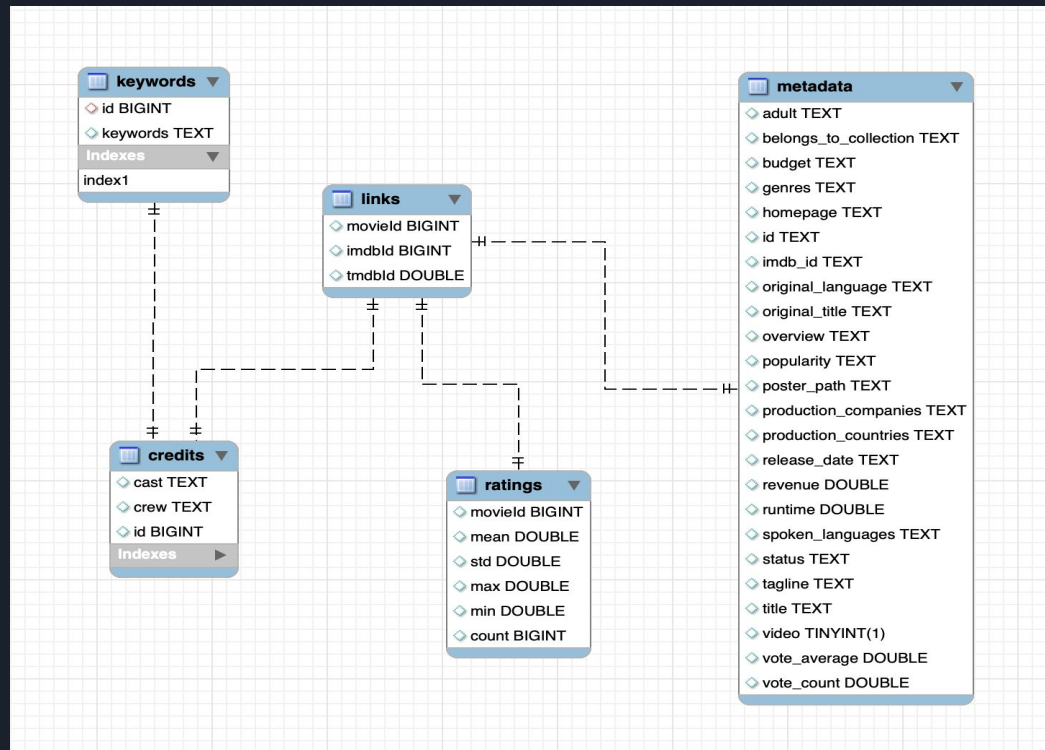 keywords
id BIGINT
keywords TEXT
Indexes
index1
links
movieId BIGINT
imdbId BIGINT
tmdbId DOUBLE
credits
cast TEXT
crew TEXT
id BIGINT
Indexes
ratings
movieId BIGINT
mean DOUBLE
std DOUBLE
max DOUBLE
min DOUBLE
count BIGINT
metadata
adult TEXT
belongs_to_collection TEXT
budget TEXT
genres TEXT
homepage TEXT
id TEXT
imdb_id TEXT
original_language TEXT
original_title TEXT
overview TEXT
popularity TEXT
poster_path TEXT
production_companies TEXT
production_countries TEXT
release_date TEXT
revenue DOUBLE
runtime DOUBLE
spoken_languages TEXT
status TEXT
tagline TEXT
title TEXT
video TINYINT(1)
vote_average DOUBLE
vote_count DOUBLE